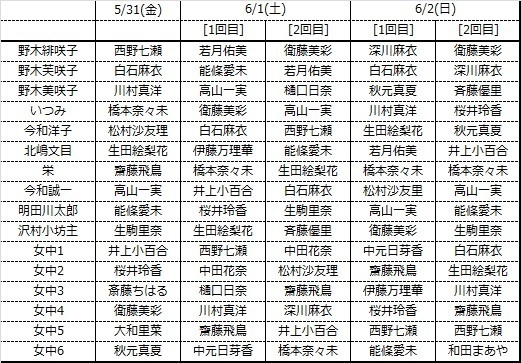 5/31(金) 6/1(土) 6/2(日)
[1回目] [2回目] [1回目] [2回目]
野木緋咲子 西野七瀬 若月佑美 衛藤美彩 深川麻衣 衛藤美彩
野木芙咲子 白石麻衣 能條愛未 若月佑美 白石麻衣 深川麻衣
野木美咲子 川村真洋 高山一実 樋口日奈 秋元真夏 斉藤優里
いつみ 橋本奈々未 衛藤美彩 高山一実 川村真洋 桜井玲香
今和洋子 松村沙友理 白石麻衣 西野七瀬 生田絵梨花 秋元真夏
北嶋文目 生田絵梨花 伊藤万理華 能條愛未 若月佑美 井上小百合
栄 齋藤飛鳥 橋本奈々未 生田絵梨花 橋本奈々未 橋本奈々未
今和誠一 高山一実 井上小百合 白石麻衣 松村沙友里 高山一実
明田川太郎 能條愛未 桜井玲香 生駒里奈 高山一実 能條愛未
沢村小坊主 生駒里奈 生田絵梨花 斉藤優里 衛藤美彩 生駒里奈
女中1 井上小百合 西野七瀬 中田花奈 中元日芽香 白石麻衣
女中2 桜井玲香 中田花奈 松村沙友理 齋藤飛鳥 生田絵梨花
女中3 斎藤ちはる 樋口日奈 齋藤飛鳥 伊藤万理華 川村真洋
女中4 衛藤美彩 川村真洋 深川麻衣 桜井玲香 齋藤飛鳥
女中5 大和里菜 齋藤飛鳥 井上小百合 西野七瀬 西野七瀬
女中6 秋元真夏 中元日芽香 橋本奈々未 能條愛未 和田まあや